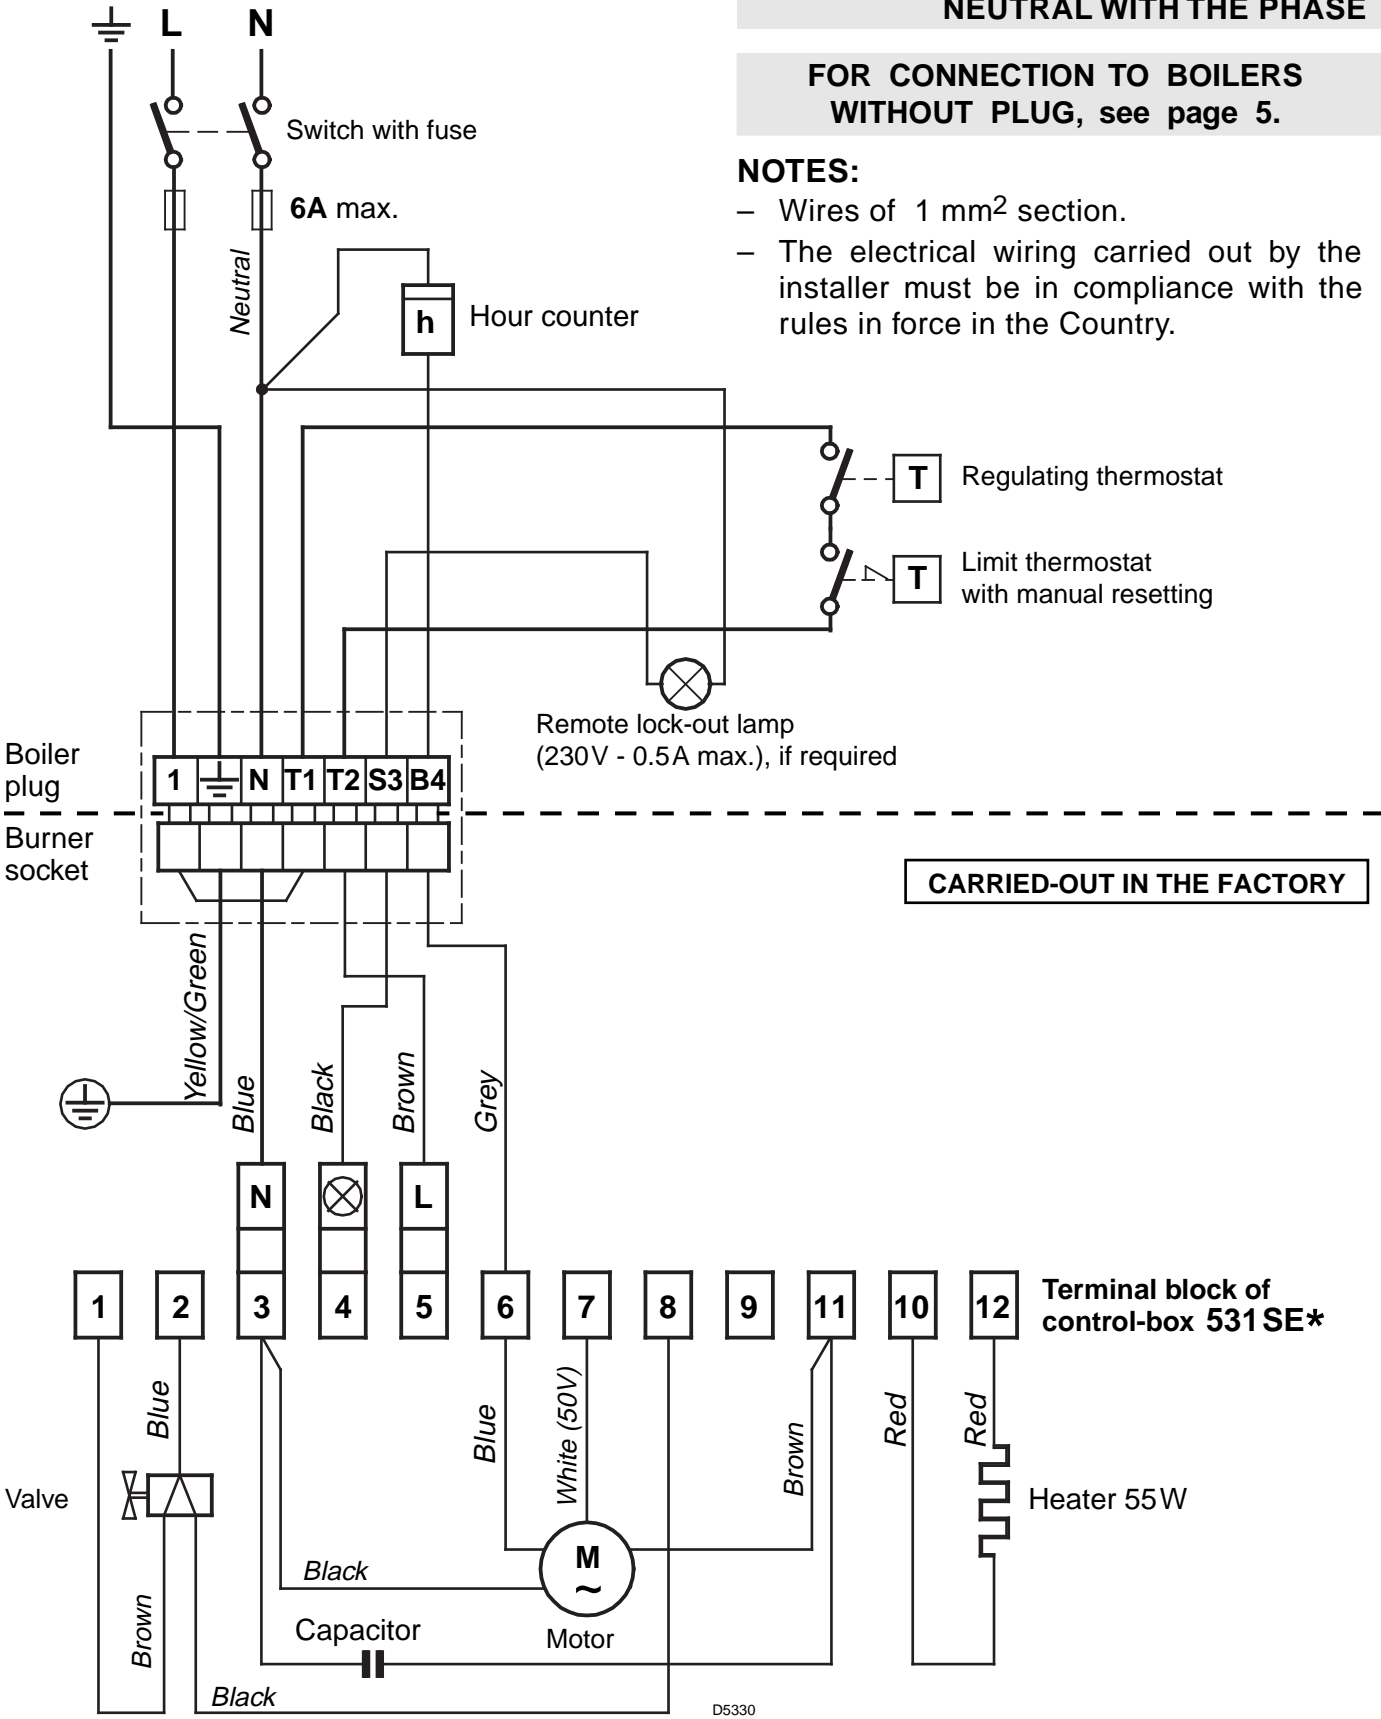 L N
NEUTRAL WITH THE PHASE
FOR CONNECTION TO BOILERS
WITHOUT PLUG, see page 5.
Switch with fuse
NOTES:
6A max.
– Wires of 1 mm2 section.
– The electrical wiring carried out by the
installer must be in compliance with the
rules in force in the Country.
Neutral
h
Hour counter
T
Regulating thermostat
T
Limit thermostat
with manual resetting
Remote lock-out lamp
(230V - 0.5A max.), if required
Boiler
plug
1 N T1 T2 S3 B4
Burner
socket
CARRIED-OUT IN THE FACTORY
Yellow/Green
Blue
Black
Brown
Grey
N L
1 2 3 4 5 6 7 8 9 11 10 12
Terminal block of
control-box 531SE*
Blue
Blue
White (50V)
Brown
Red
Red
Valve
Heater 55W
M
~
Black
Brown
Capacitor
Motor
Black
D5330